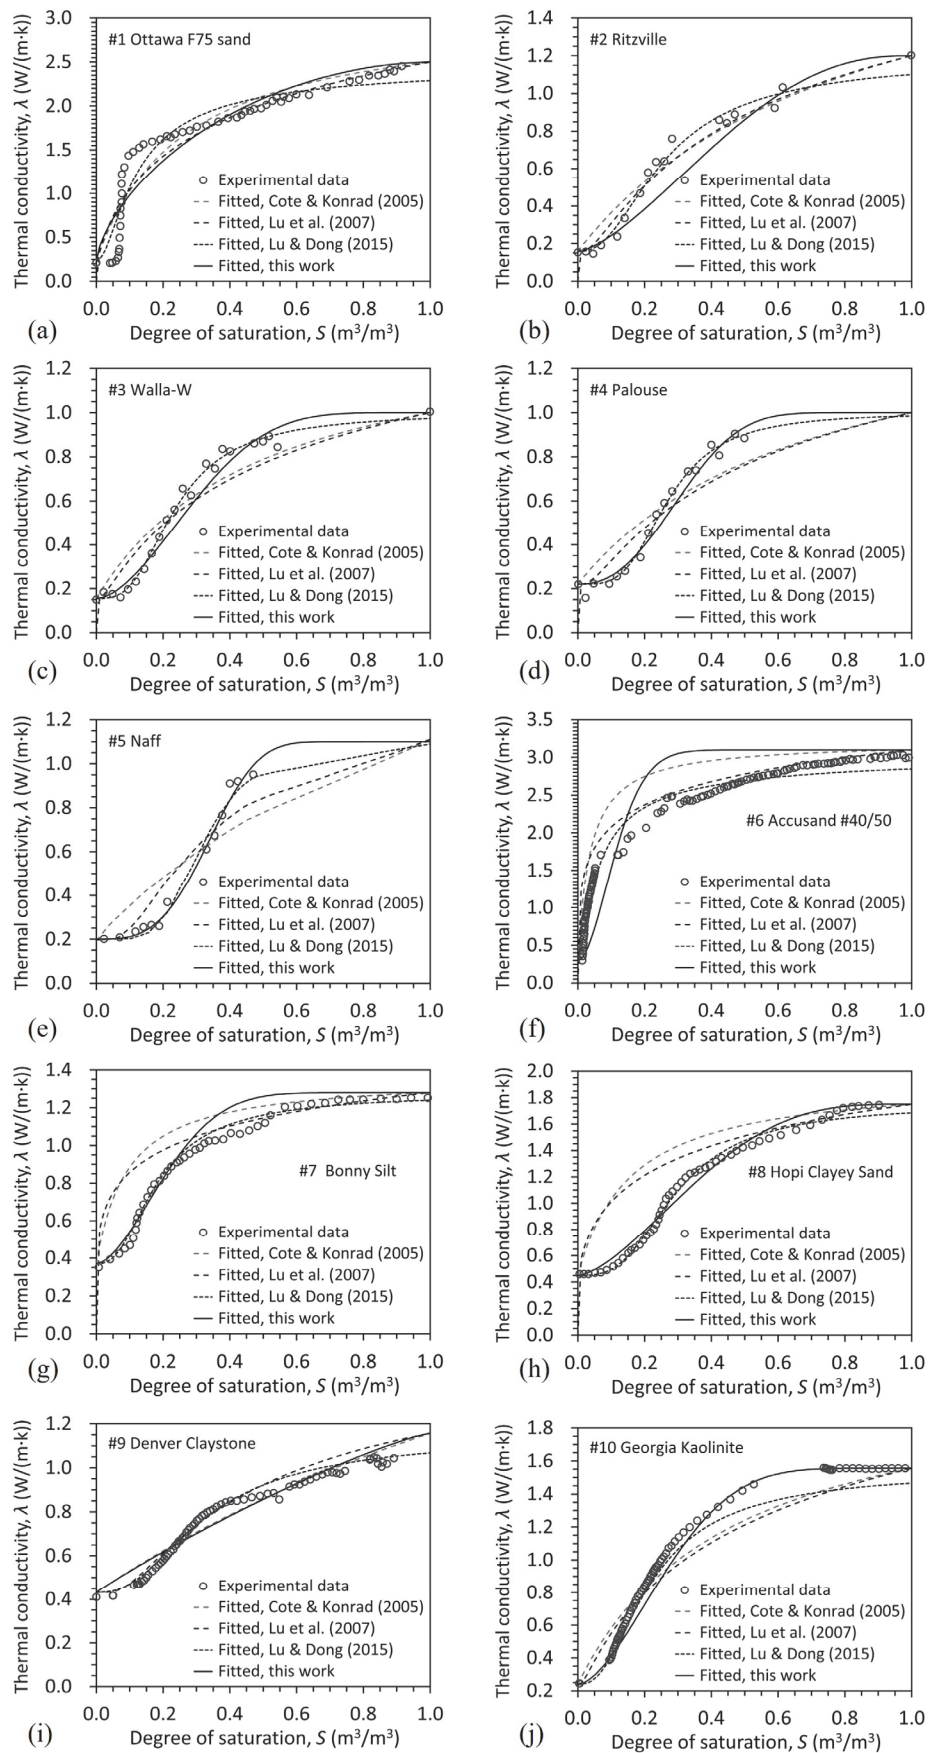 #1 Ottawa F75 sand
Thermal conductivity, λ (W/(m·k))
3.0
2.5
2.0
1.5
1.0
0.5
0.0
Experimental data
Fitted, Cote & Konrad (2005)
Fitted, Lu et al. (2007)
Fitted, Lu & Dong (2015)
Fitted, this work
0.0 0.2 0.4 0.6 0.8 1.0
(a) Degree of saturation, S (m³/m³)
#2 Ritzville
Thermal conductivity, λ (W/(m·k))
1.4
1.2
1.0
0.8
0.6
0.4
0.2
0.0
Experimental data
Fitted, Cote & Konrad (2005)
Fitted, Lu et al. (2007)
Fitted, Lu & Dong (2015)
Fitted, this work
0.0 0.2 0.4 0.6 0.8 1.0
(b) Degree of saturation, S (m³/m³)
#3 Walla-W
Thermal conductivity, λ (W/(m·k))
1.2
1.0
0.8
0.6
0.4
0.2
0.0
Experimental data
Fitted, Cote & Konrad (2005)
Fitted, Lu et al. (2007)
Fitted, Lu & Dong (2015)
Fitted, this work
0.0 0.2 0.4 0.6 0.8 1.0
(c) Degree of saturation, S (m³/m³)
#4 Palouse
Thermal conductivity, λ (W/(m·k))
1.2
1.0
0.8
0.6
0.4
0.2
0.0
Experimental data
Fitted, Cote & Konrad (2005)
Fitted, Lu et al. (2007)
Fitted, Lu & Dong (2015)
Fitted, this work
0.0 0.2 0.4 0.6 0.8 1.0
(d) Degree of saturation, S (m³/m³)
#5 Naff
Thermal conductivity, λ (W/(m·k))
1.2
1.0
0.8
0.6
0.4
0.2
0.0
Experimental data
Fitted, Cote & Konrad (2005)
Fitted, Lu et al. (2007)
Fitted, Lu & Dong (2015)
Fitted, this work
0.0 0.2 0.4 0.6 0.8 1.0
(e) Degree of saturation, S (m³/m³)
#6 Accusand #40/50
Thermal conductivity, λ (W/(m·k))
3.5
3.0
2.5
2.0
1.5
1.0
0.5
0.0
Experimental data
Fitted, Cote & Konrad (2005)
Fitted, Lu et al. (2007)
Fitted, Lu & Dong (2015)
Fitted, this work
0.0 0.2 0.4 0.6 0.8 1.0
(f) Degree of saturation, S (m³/m³)
#7 Bonny Silt
Thermal conductivity, λ (W/(m·k))
1.4
1.2
1.0
0.8
0.6
0.4
0.2
0.0
Experimental data
Fitted, Cote & Konrad (2005)
Fitted, Lu et al. (2007)
Fitted, Lu & Dong (2015)
Fitted, this work
0.0 0.2 0.4 0.6 0.8 1.0
(g) Degree of saturation, S (m³/m³)
#8 Hopi Clayey Sand
Thermal conductivity, λ (W/(m·k))
2.0
1.8
1.6
1.4
1.2
1.0
0.8
0.6
0.4
0.2
0.0
Experimental data
Fitted, Cote & Konrad (2005)
Fitted, Lu et al. (2007)
Fitted, Lu & Dong (2015)
Fitted, this work
0.0 0.2 0.4 0.6 0.8 1.0
(h) Degree of saturation, S (m³/m³)
#9 Denver Claystone
Thermal conductivity, λ (W/(m·k))
1.2
1.0
0.8
0.6
0.4
0.2
0.0
Experimental data
Fitted, Cote & Konrad (2005)
Fitted, Lu et al. (2007)
Fitted, Lu & Dong (2015)
Fitted, this work
0.0 0.2 0.4 0.6 0.8 1.0
(i) Degree of saturation, S (m³/m³)
#10 Georgia Kaolinite
Thermal conductivity, λ (W/(m·k))
1.8
1.6
1.4
1.2
1.0
0.8
0.6
0.4
0.2
Experimental data
Fitted, Cote & Konrad (2005)
Fitted, Lu et al. (2007)
Fitted, Lu & Dong (2015)
Fitted, this work
0.0 0.2 0.4 0.6 0.8 1.0
(j) Degree of saturation, S (m³/m³)